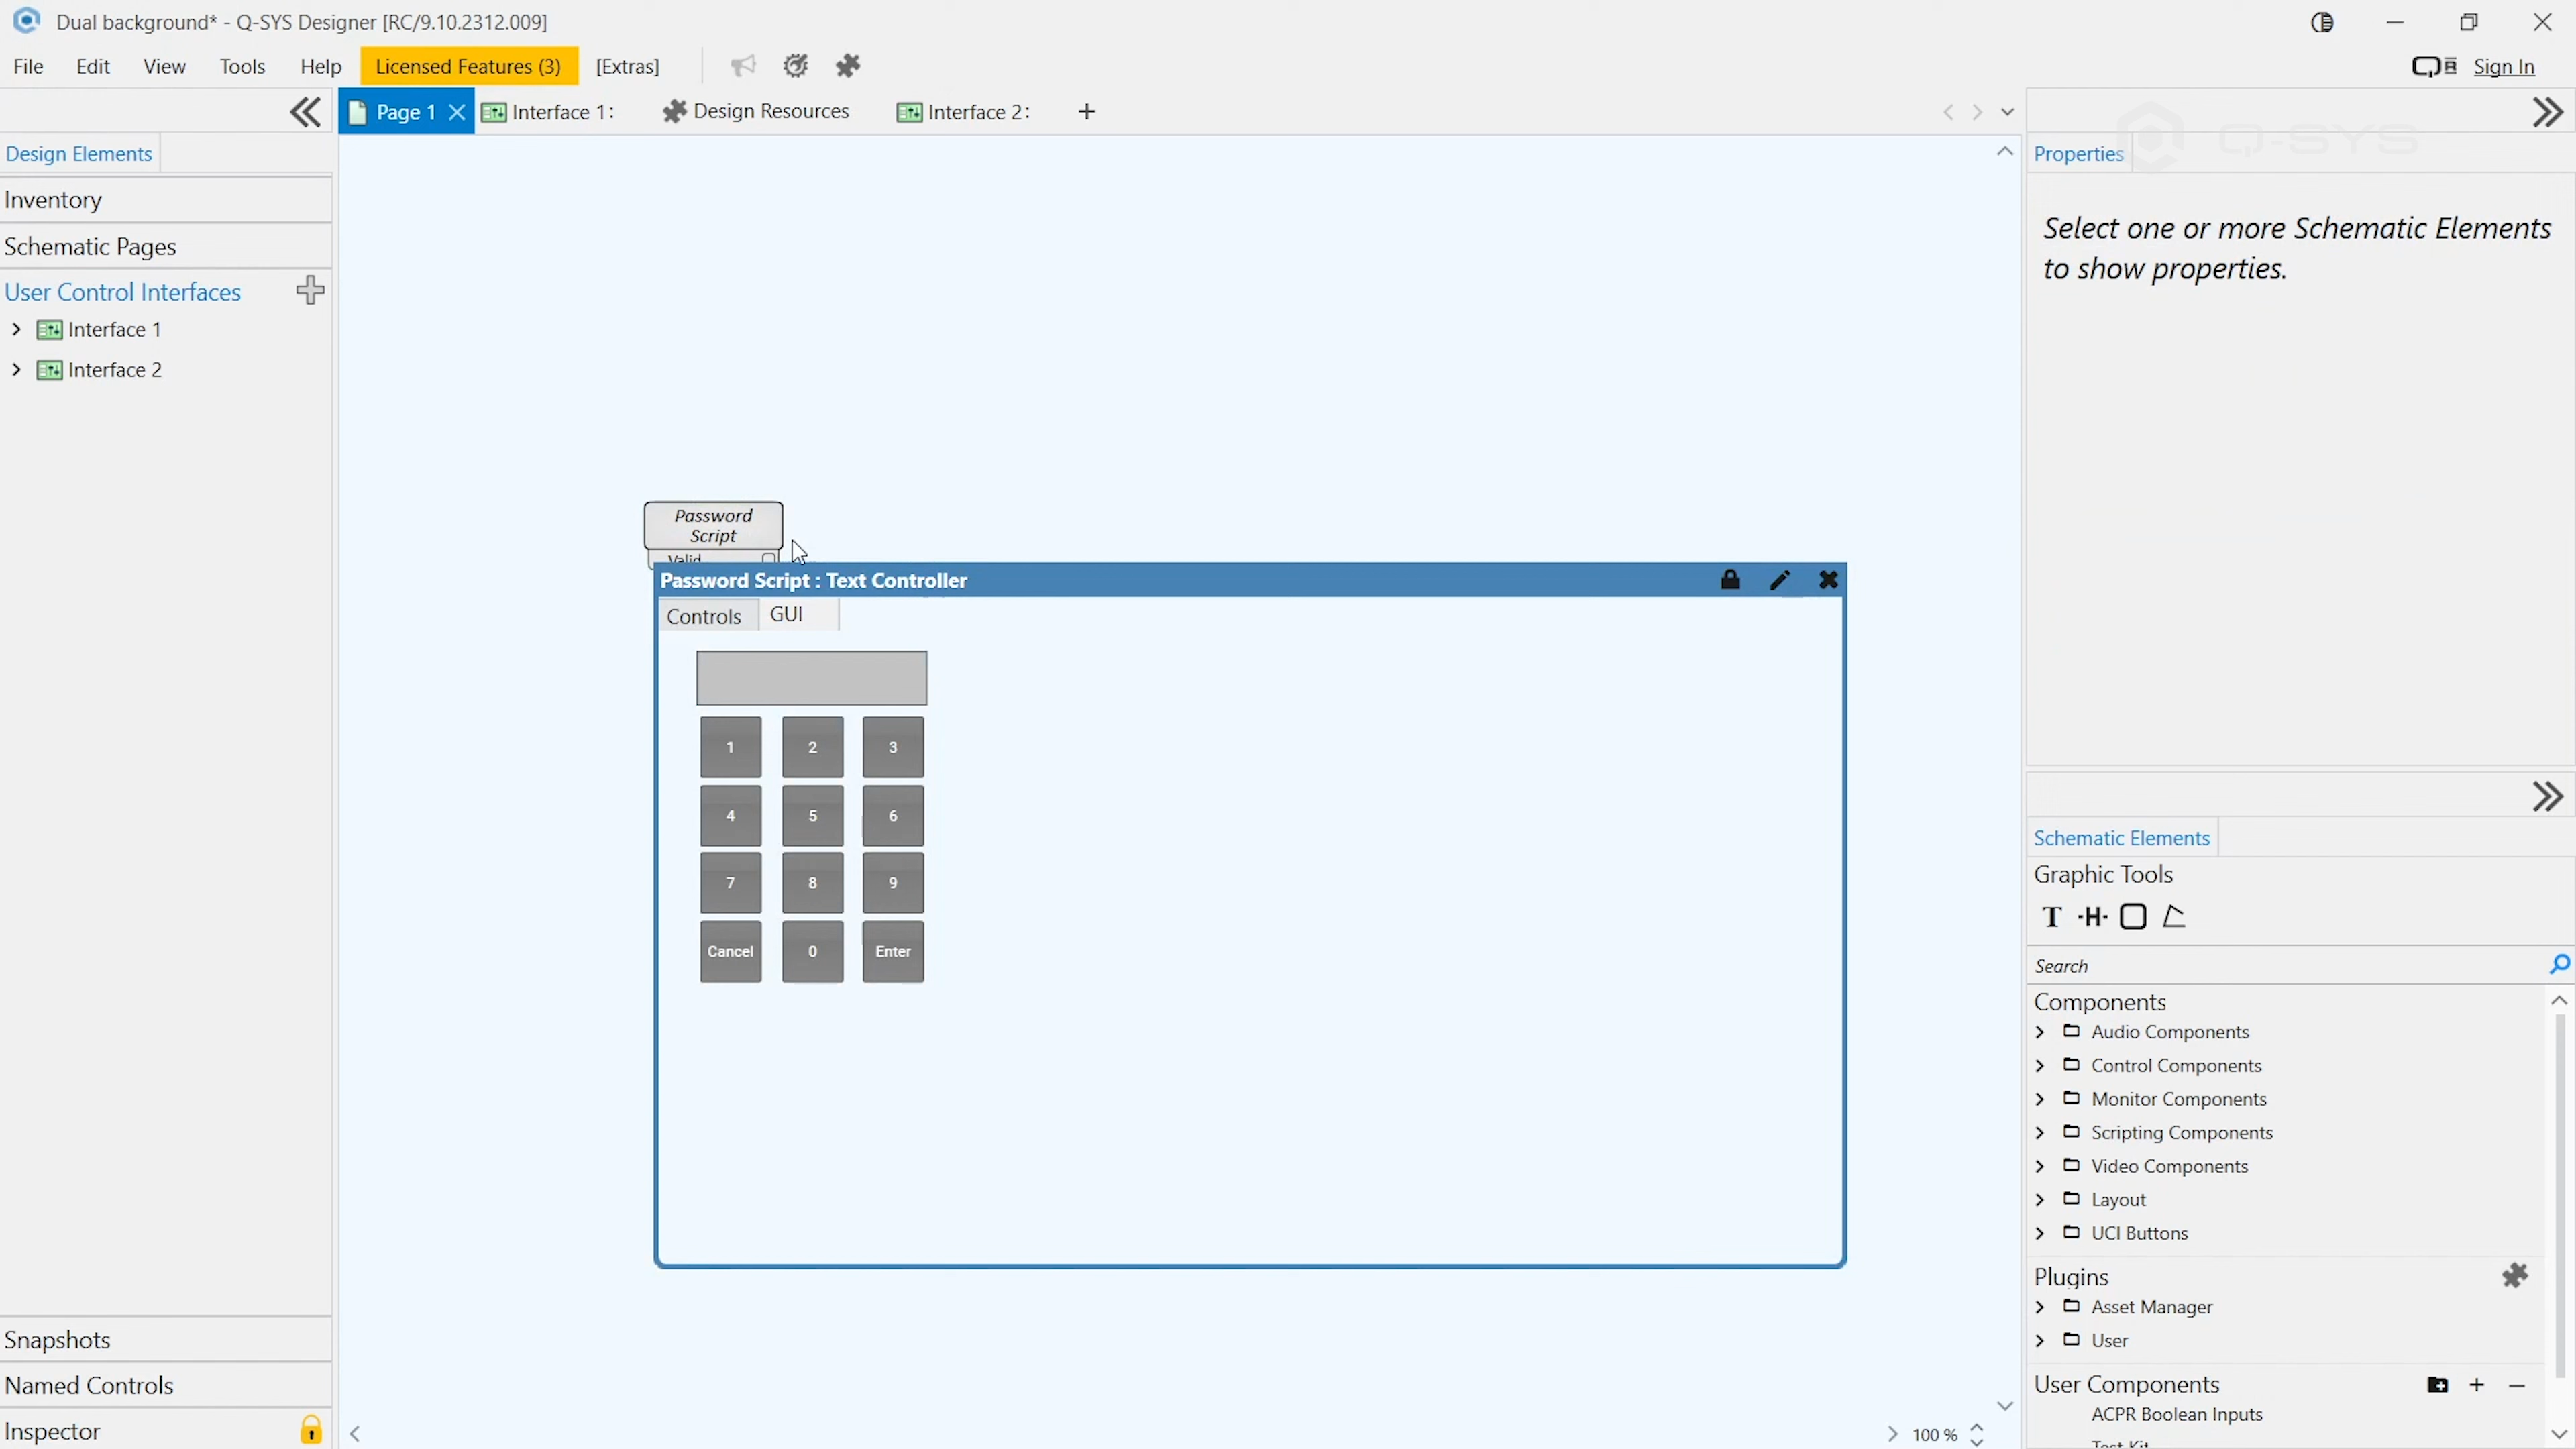 Dual background* - Q-SYS Designer [RC/9.10.2312.009]
File Edit View Tools Help Licensed Features (3) [Extras] Sign In
Page 1 Interface 1: Design Resources Interface 2: +
Q-SYS
Design Elements
Properties
Inventory
Schematic Pages
User Control Interfaces
Interface 1
Interface 2
Select one or more Schematic Elements
to show properties.
Password
Script
Valid
Password Script : Text Controller
Controls GUI
1 2 3
4 5 6
7 8 9
Cancel 0 Enter
Schematic Elements
Graphic Tools
T -H-
Search
Components
Audio Components
Control Components
Monitor Components
Scripting Components
Video Components
Layout
UCI Buttons
Plugins
Asset Manager
User
User Components
ACPR Boolean Inputs
Snapshots
Named Controls
Inspector
100 %